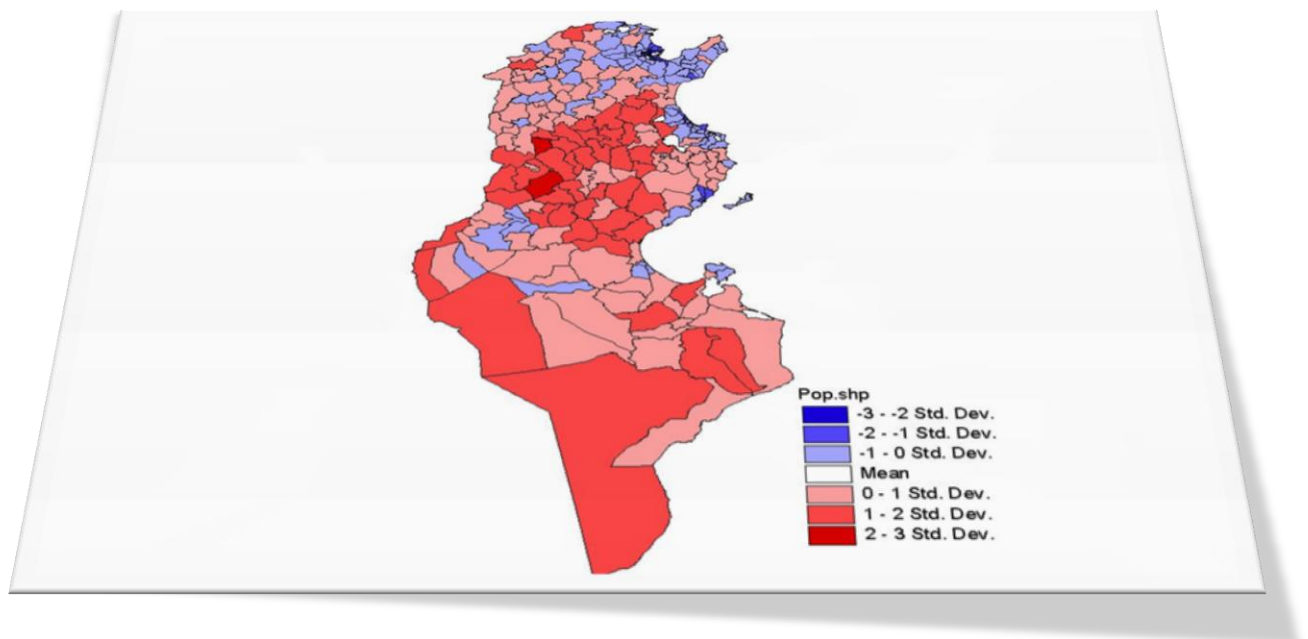 Pop.shp
-3 - -2 Std. Dev.
-2 - -1 Std. Dev.
-1 - 0 Std. Dev.
Mean
0 - 1 Std. Dev.
1 - 2 Std. Dev.
2 - 3 Std. Dev.